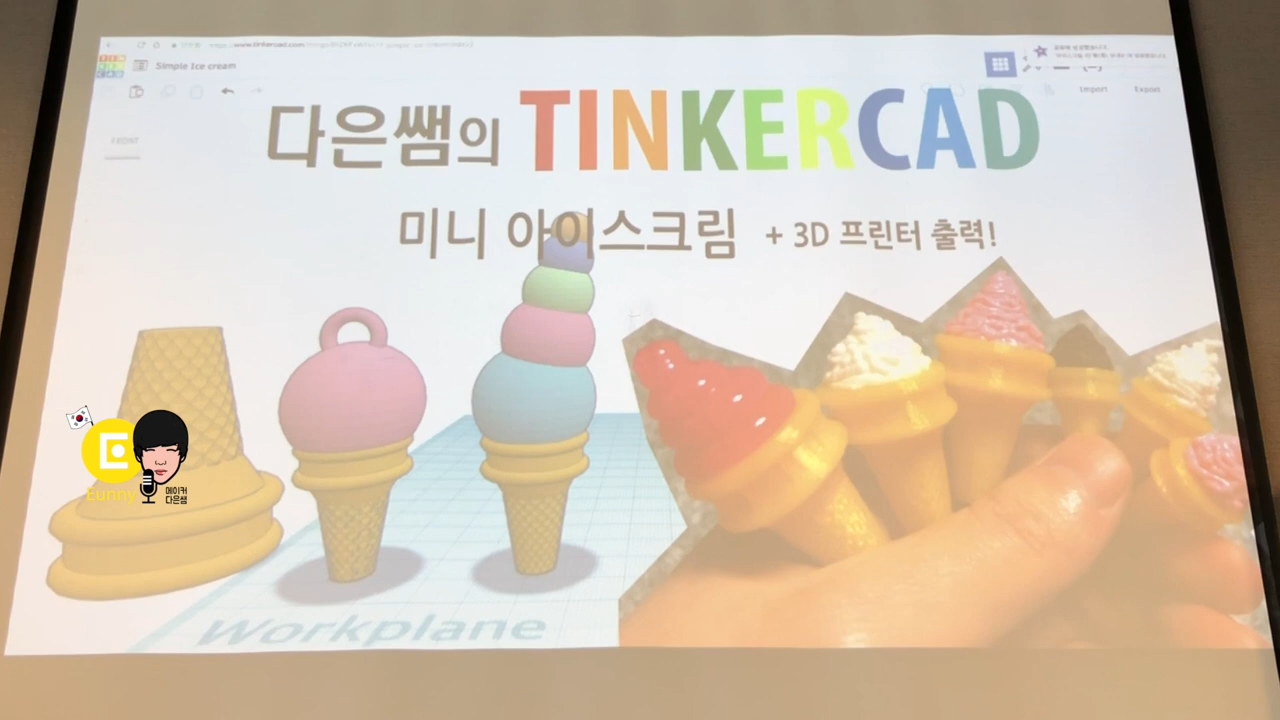 Simple Ice cream
Import
Export
FRONT
다은쌤의 TINKERCAD
미니 아이스크림 + 3D 프린터 출력!
Eunny
메이커
다은쌤
Workplane